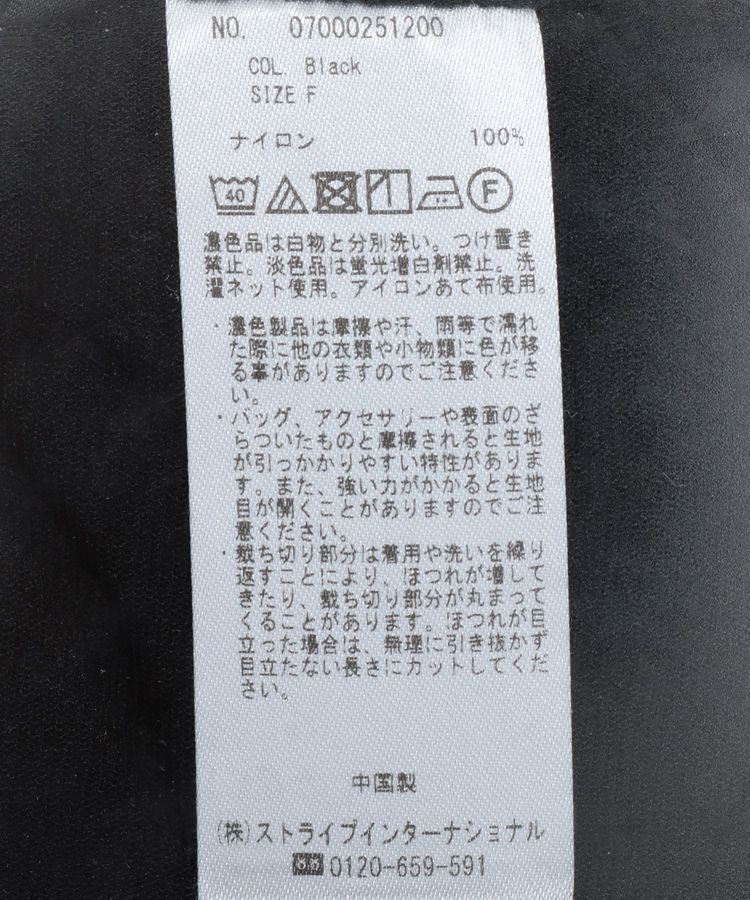 NO. 07000251200
COL Black
SIZE F
ナイロン 100%
40 F
濃色品は白物と分別洗い。つけ置き
禁止。淡色品は蛍光増白剤禁止。洗
濯ネット使用。アイロンあて布使用。
・濃色製品は摩擦や汗、雨等で濡れ
た際に他の衣類や小物類に色が移
る事がありますのでご注意くださ
い。
・バッグ、アクセサリーや表面のざ
らついたものと摩擦されると生地
が引っかかりやすい特性がありま
す。また、強い力がかかると生地
目が開くことがありますのでご注
意ください。
・裁ち切り部分は着用や洗いを繰り
返すことにより、ほつれが増して
きたり、裁ち切り部分が丸まって
くることがあります。ほつれが目
立った場合は、無理に引き抜かず
目立たない長さにカットしてくだ
さい。
中国製
(株)ストライプインターナショナル
0120-659-591